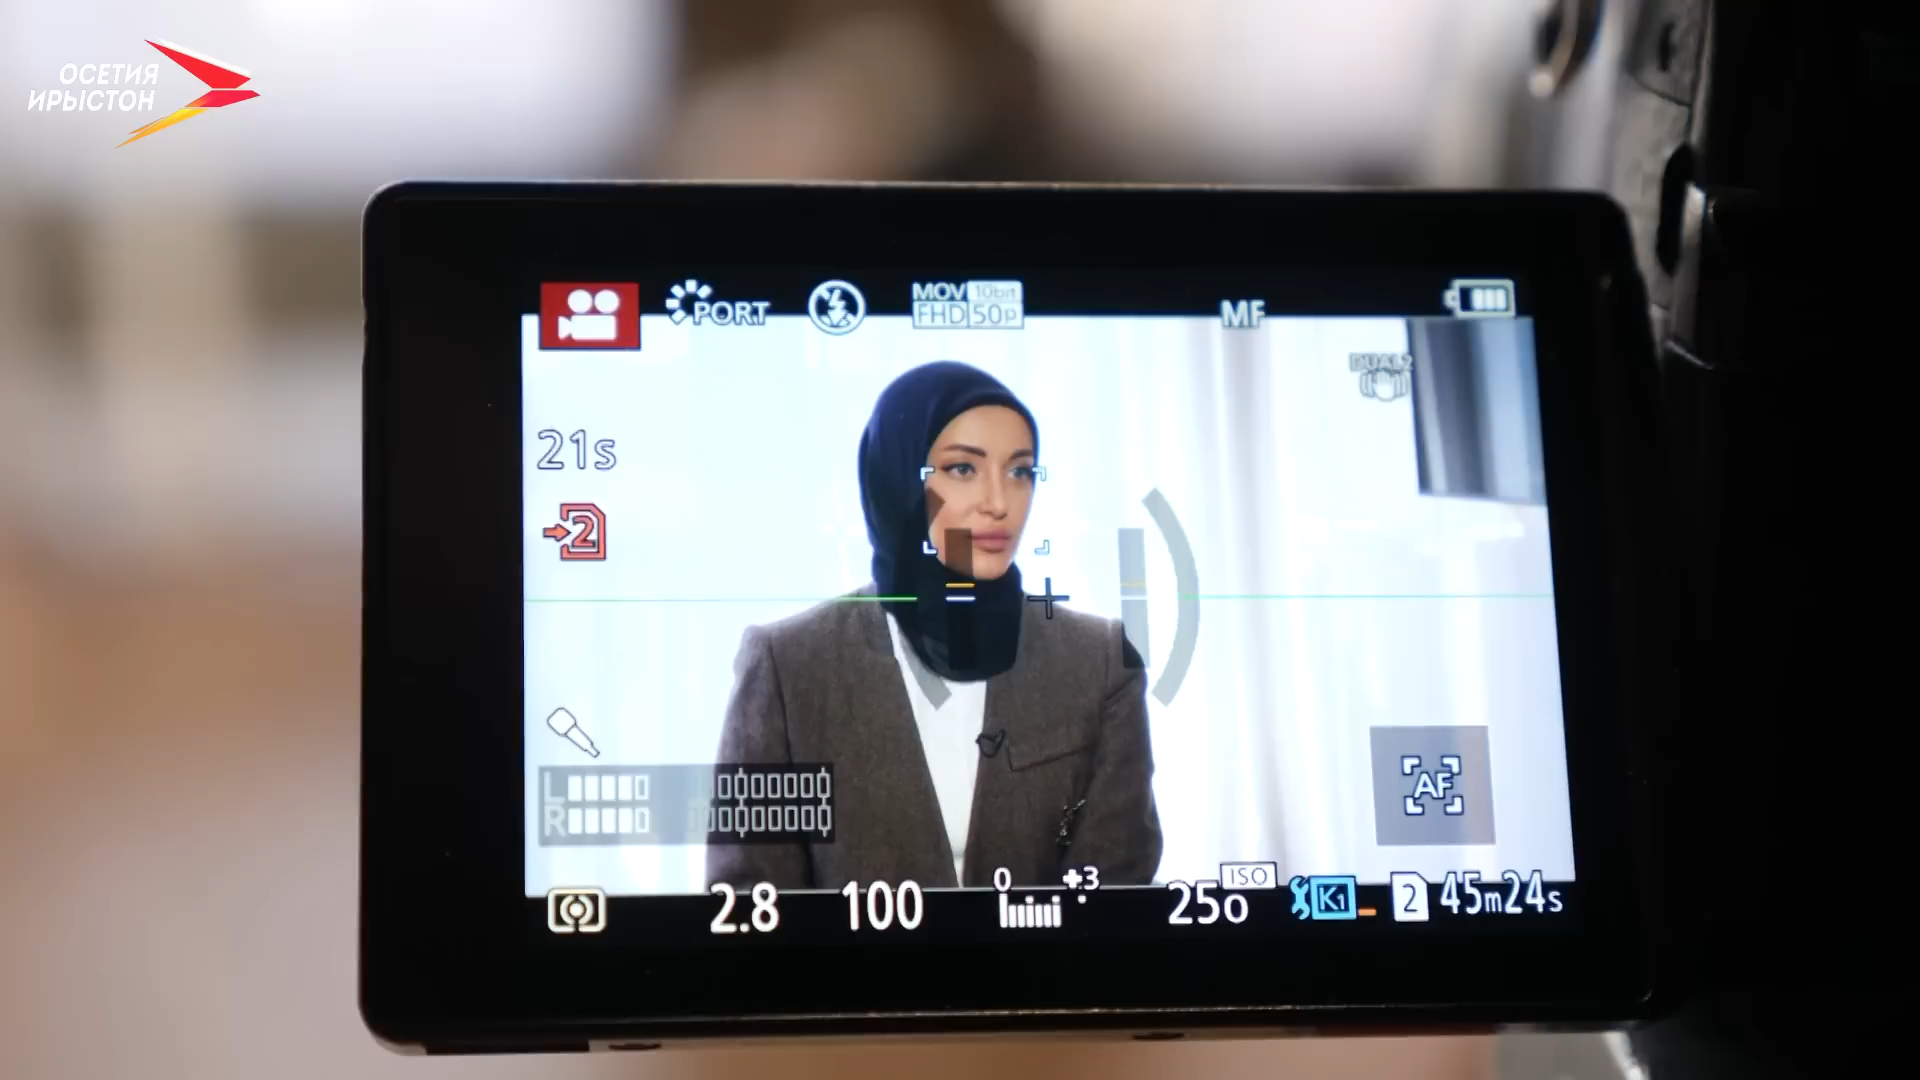 ОСЕТИЯ
ИРЫСТОН
PORT
MOV 10bit
FHD 50p
MF
DUAL2
21s
2
L
R
AF
2.8
100
0
+3
250
ISO
K1
2
45m24s